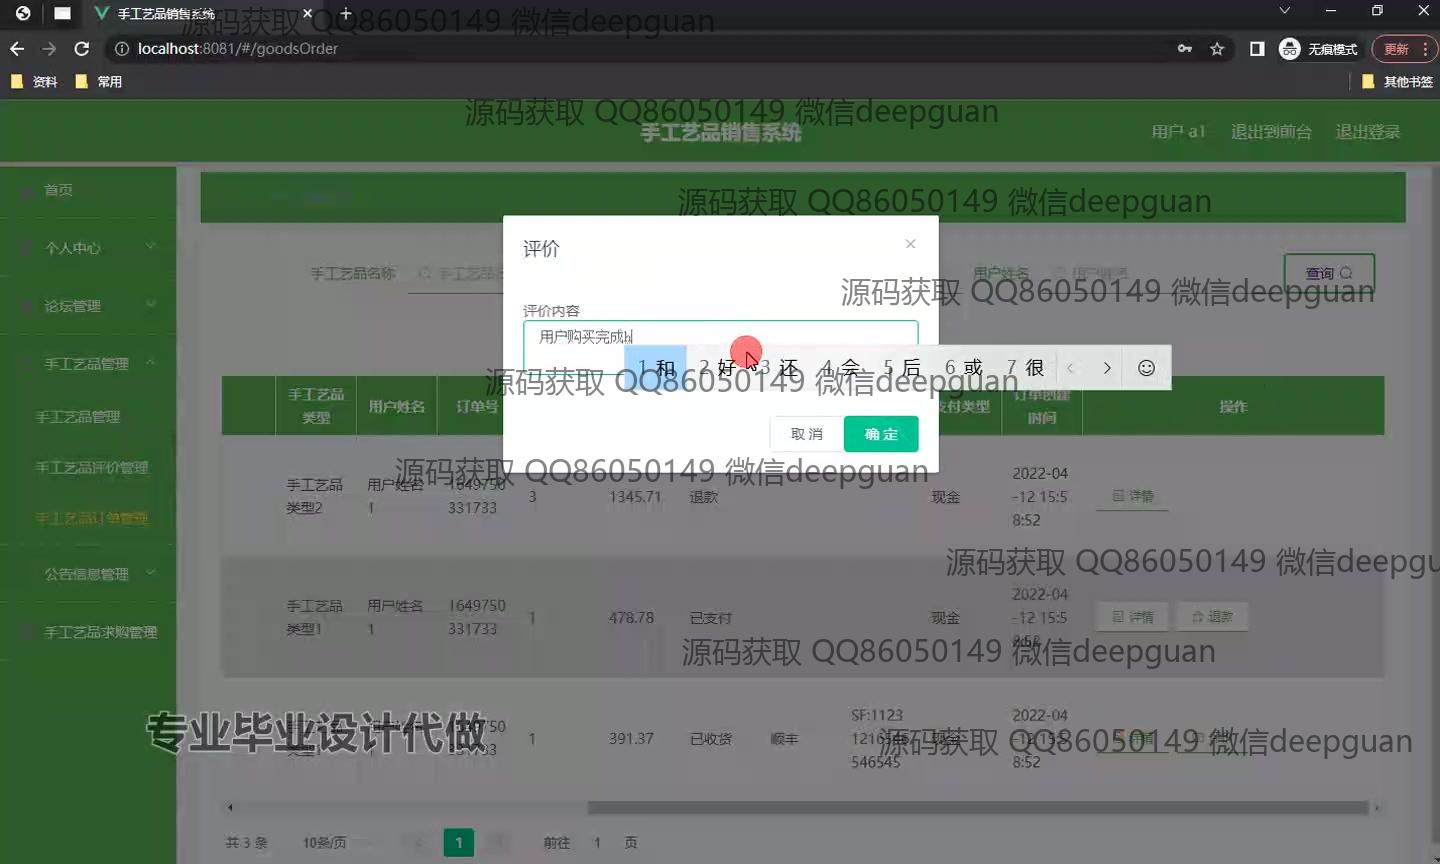 手工艺品销售系统
源码获取 QQ86050149 微信deepguan
localhost:8081/#/goodsOrder
无痕模式
更新
资料
常用
其他书签
源码获取 QQ86050149 微信deepguan
手工艺品销售系统
用户 a1
退出到前台
退出登录
首页
源码获取 QQ86050149 微信deepguan
个人中心
评价
手工艺品名称
用户姓名
用户姓名
查询
源码获取 QQ86050149 微信deepguan
论坛管理
评价内容
用户购买完成h
1 和 2 好 3 还 4 会 5 后 6 或 7 很
源码获取 QQ86050149 微信deepguan
手工艺品管理
手工艺品类型
用户姓名
订单号
支付类型
订单创建时间
操作
手工艺品管理
取消
确定
手工艺品评价管理
源码获取 QQ86050149 微信deepguan
手工艺品类型2
用户姓名1
1649750331733
3
1345.71
退款
现金
2022-04-12 15:58:52
详情
手工艺品订单管理
公告信息管理
源码获取 QQ86050149 微信deepgu
手工艺品类型1
用户姓名1
1649750331733
1
478.78
已支付
现金
2022-04-12 15:58:52
详情
退款
手工艺品求购管理
源码获取 QQ86050149 微信deepguan
专业毕业设计代做
1
391.37
已收货
顺丰
2022-04-12 15:58:52
源码获取 QQ86050149 微信deepguan
共 3 条
10条/页
1
前往
1
页